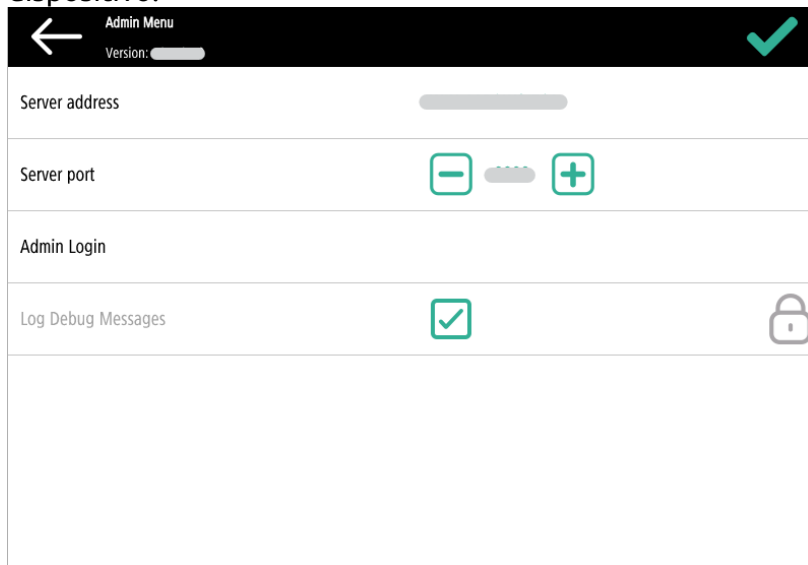 Admin Menu
Version:
Server address
Server port
Admin Login
Log Debug Messages